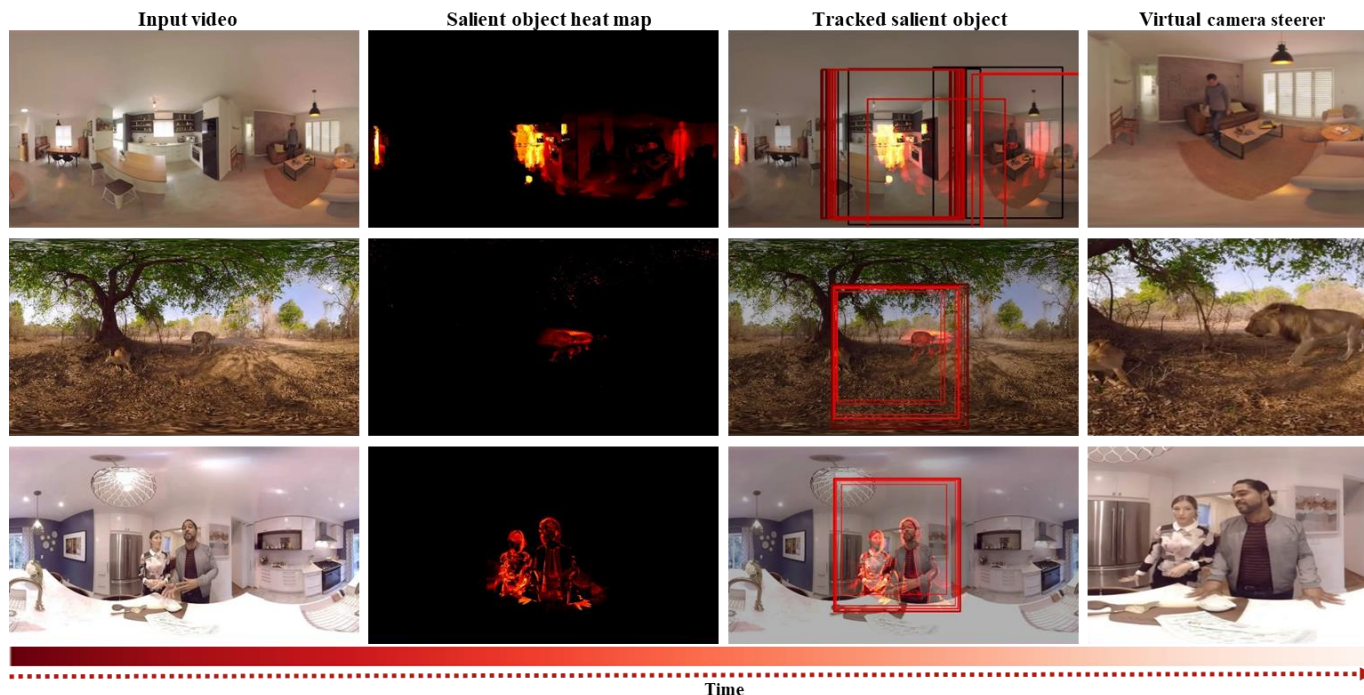 Input video
Salient object heat map
Tracked salient object
Virtual camera steerer
Time